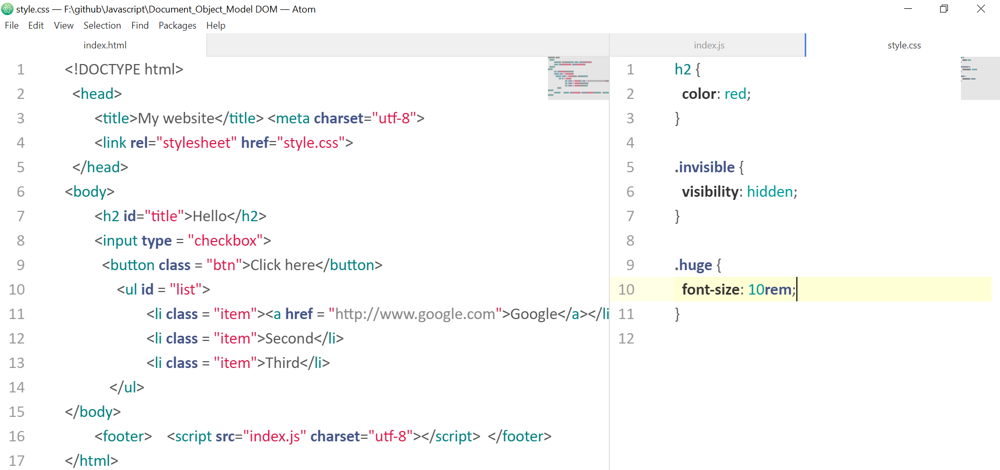 style.css — F:\github\Javascript\Document_Object_Model DOM — Atom
File Edit View Selection Find Packages Help
index.html
1 <!DOCTYPE html>
2 <head>
3 <title>My website</title> <meta charset="utf-8">
4 <link rel="stylesheet" href="style.css">
5 </head>
6 <body>
7 <h2 id="title">Hello</h2>
8 <input type = "checkbox">
9 <button class = "btn">Click here</button>
10 <ul id = "list">
11 <li class = "item"><a href = "http://www.google.com">Google</a></li
12 <li class = "item">Second</li>
13 <li class = "item">Third</li>
14 </ul>
15 </body>
16 <footer> <script src="index.js" charset="utf-8"></script> </footer>
17 </html>
index.js style.css
1 h2 {
2 color: red;
3 }
4
5 .invisible {
6 visibility: hidden;
7 }
8
9 .huge {
10 font-size: 10rem;
11 }
12